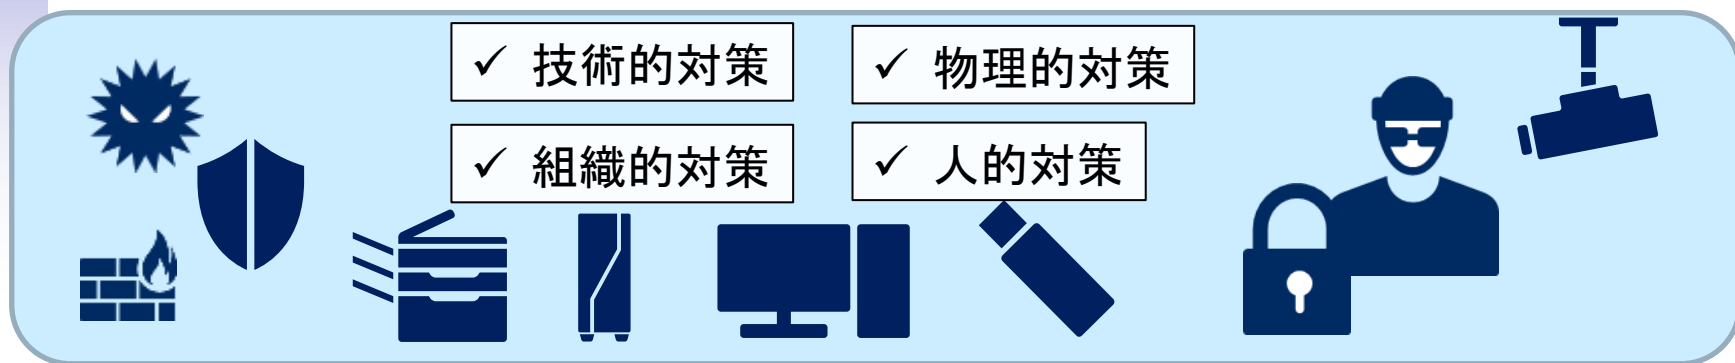 ✓ 技術的対策
✓ 物理的対策
✓ 組織的対策
✓ 人的対策